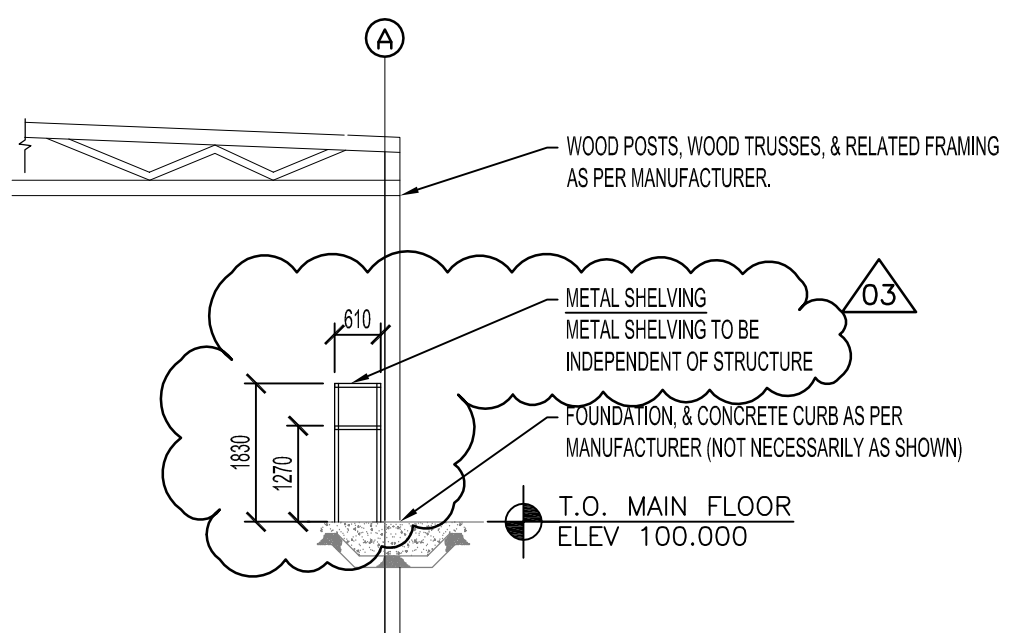 A
WOOD POSTS, WOOD TRUSSES, & RELATED FRAMING
AS PER MANUFACTURER.
03
METAL SHELVING
METAL SHELVING TO BE
INDEPENDENT OF STRUCTURE
610
1830
1270
FOUNDATION, & CONCRETE CURB AS PER
MANUFACTURER (NOT NECESSARILY AS SHOWN)
T.O. MAIN FLOOR
ELEV 100.000